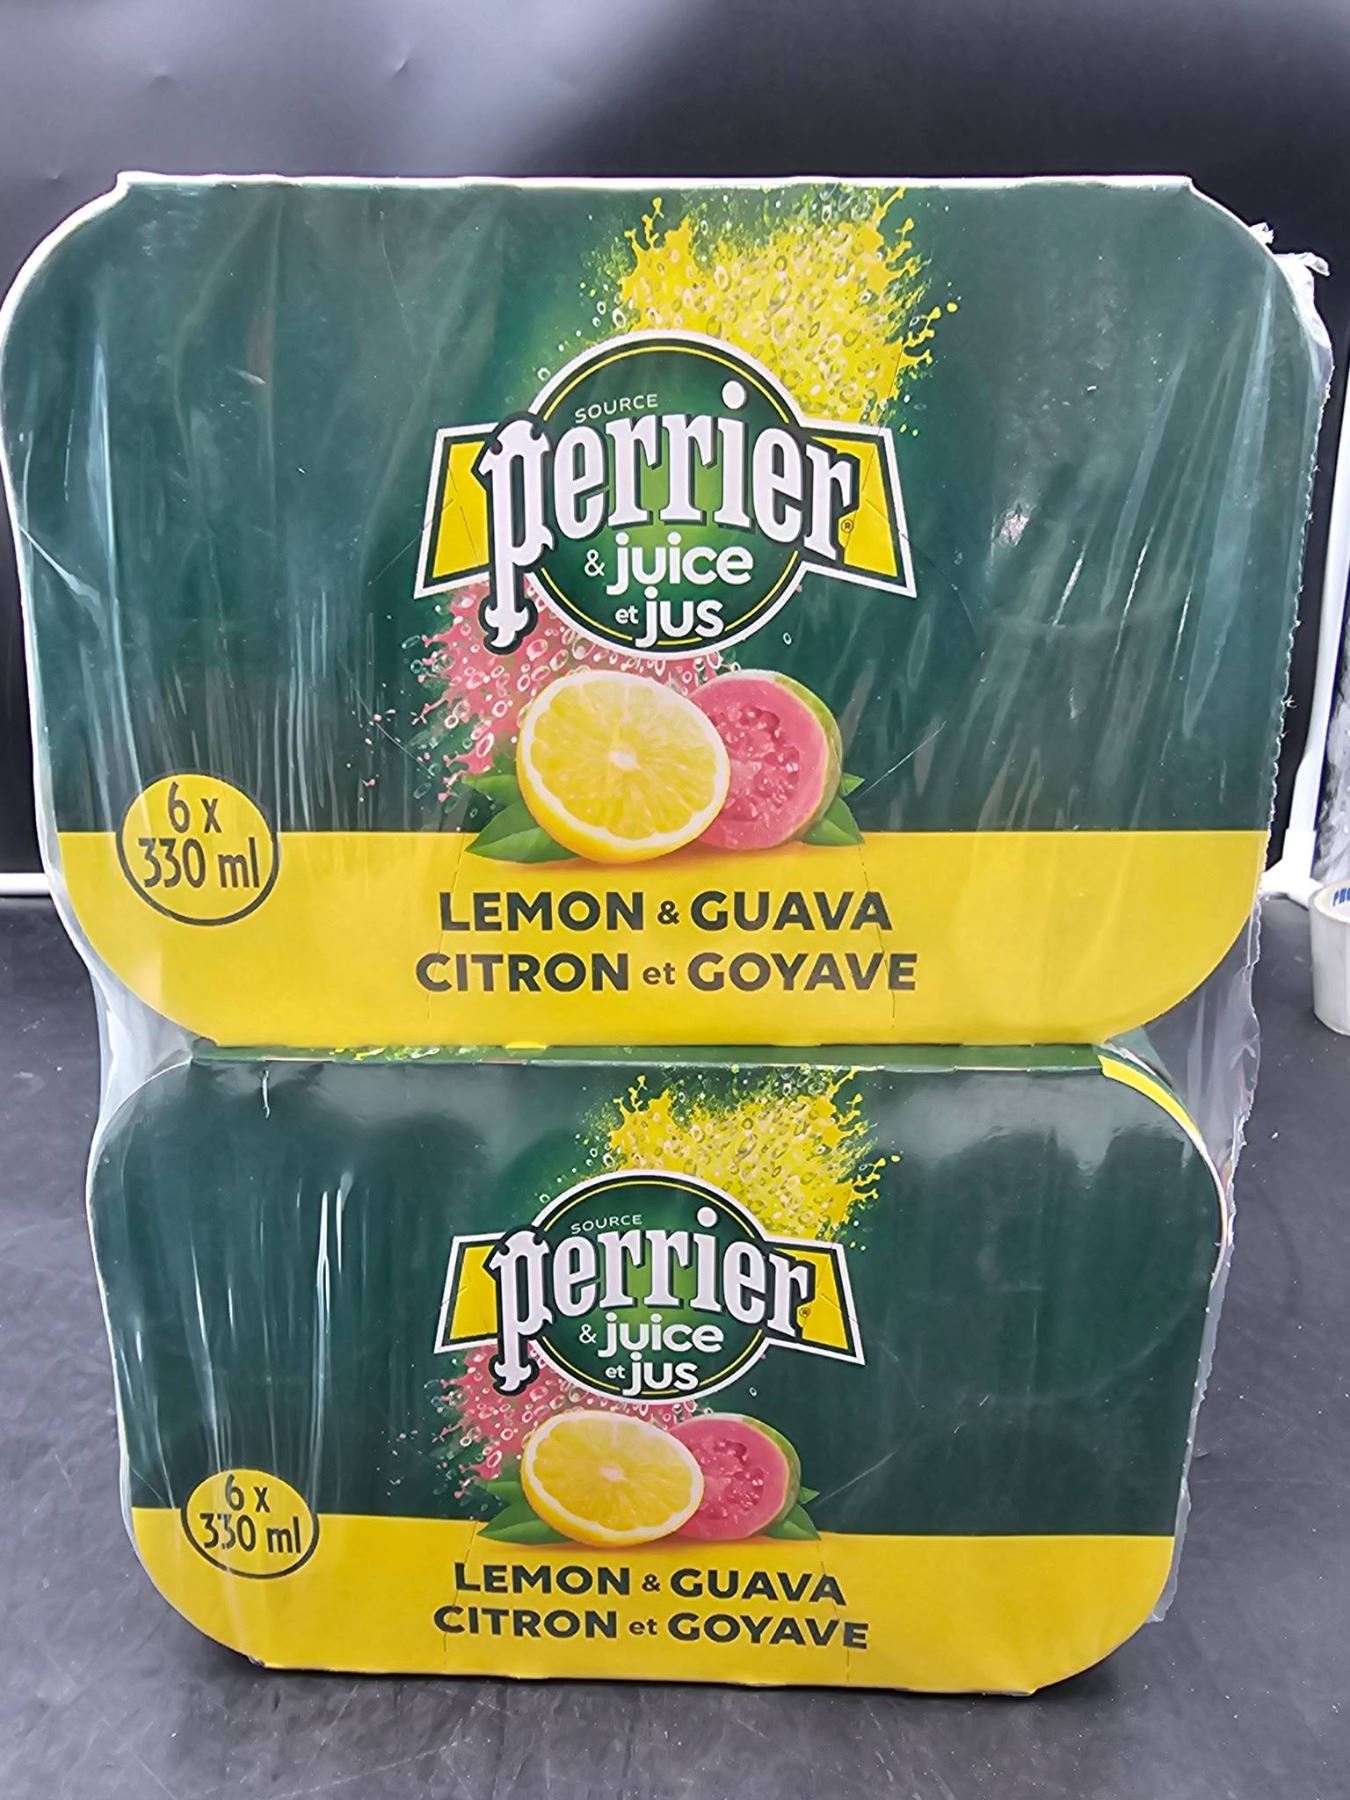 SOURCE
perrier®
& juice
et jus
6 x
330 ml
LEMON & GUAVA
CITRON et GOYAVE
SOURCE
perrier®
& juice
et jus
6 x
330 ml
LEMON & GUAVA
CITRON et GOYAVE